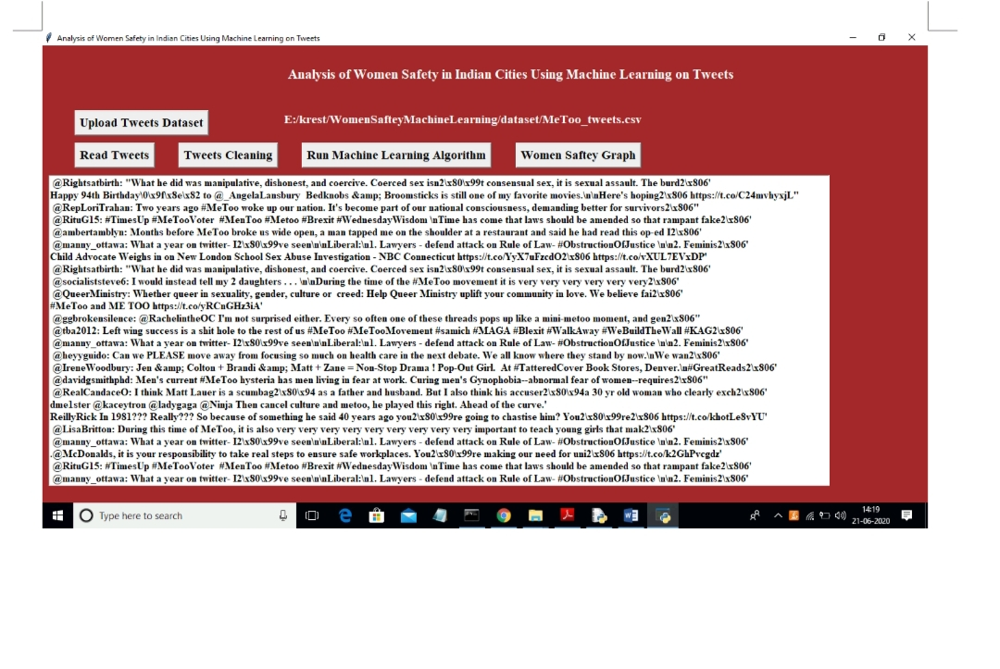 Analysis of Women Safety in Indian Cities Using Machine Learning on Tweets
Analysis of Women Safety in Indian Cities Using Machine Learning on Tweets
Upload Tweets Dataset
E:/krest/WomenSafteyMachineLearning/dataset/MeToo_tweets.csv
Read Tweets
Tweets Cleaning
Run Machine Learning Algorithm
Women Saftey Graph
@Rightsatbirth: "What he did was manipulative, dishonest, and coercive. Coerced sex isn2\x80\x99t consensual sex, it is sexual assault. The burd2\x806'
Happy 94th Birthday\0\x9f\x8e\x82 to @_AngelaLansbury Bedknobs &amp; Broomsticks is still one of my favorite movies.\n\nHere's hoping2\x806 https://t.co/C24mvhyxjL"
@RepLoriTrahan: Two years ago #MeToo woke up our nation. It's become part of our national consciousness, demanding better for survivors2\x806"
@RituG15: #TimesUp #MeTooVoter #MenToo #Metoo #Brexit #WednesdayWisdom \nTime has come that laws should be amended so that rampant fake2\x806'
@ambertamblyn: Months before MeToo broke us wide open, a man tapped me on the shoulder at a restaurant and said he had read this op-ed I2\x806'
@manny_ottawa: What a year on twitter- I2\x80\x99ve seen\n\nLiberal:\n1. Lawyers - defend attack on Rule of Law- #ObstructionOfJustice \n\n2. Feminis2\x806'
Child Advocate Weighs in on New London School Sex Abuse Investigation - NBC Connecticut https://t.co/YyX7uFzcdO2\x806 https://t.co/vXUL7EVxDP'
@Rightsatbirth: "What he did was manipulative, dishonest, and coercive. Coerced sex isn2\x80\x99t consensual sex, it is sexual assault. The burd2\x806'
@socialiststeve6: I would instead tell my 2 daughters . . . \n\nDuring the time of the #MeToo movement it is very very very very very very2\x806'
@QueerMinistry: Whether queer in sexuality, gender, culture or creed: Help Queer Ministry uplift your community in love. We believe fai2\x806'
#MeToo and ME TOO https://t.co/yRCnGHz3iA'
@ggbrokensilence: @RachelintheOC I'm not surprised either. Every so often one of these threads pops up like a mini-metoo moment, and gen2\x806"
@tba2012: Left wing success is a shit hole to the rest of us #MeToo #MeTooMovement #samich #MAGA #Blexit #WalkAway #WeBuildTheWall #KAG2\x806'
@manny_ottawa: What a year on twitter- I2\x80\x99ve seen\n\nLiberal:\n1. Lawyers - defend attack on Rule of Law- #ObstructionOfJustice \n\n2. Feminis2\x806'
@heyyguido: Can we PLEASE move away from focusing so much on health care in the next debate. We all know where they stand by now.\nWe wan2\x806'
@IreneWoodbury: Jen &amp; Colton + Brandi &amp; Matt + Zane = Non-Stop Drama ! Pop-Out Girl. At #TatteredCover Book Stores, Denver.\n#GreatReads2\x806'
@davidgsmithphd: Men's current #MeToo hysteria has men living in fear at work. Curing men's Gynophobia--abnormal fear of women--requires2\x806"
@RealCandaceO: I think Matt Lauer is a scumbag2\x80\x94 as a father and husband. But I also think his accuser2\x80\x94a 30 yr old woman who clearly exch2\x806'
dme1ster @kaceytron @ladygaga @Ninja Then cancel culture and metoo, he played this right. Ahead of the curve.'
ReillyRick In 1981??? Really??? So because of something he said 40 years ago you2\x80\x99re going to chastise him? You2\x80\x99re2\x806 https://t.co/khotLe8vYU'
@LisaBritton: During this time of MeToo, it is also very very very very very very very very very important to teach young girls that mak2\x806'
@manny_ottawa: What a year on twitter- I2\x80\x99ve seen\n\nLiberal:\n1. Lawyers - defend attack on Rule of Law- #ObstructionOfJustice \n\n2. Feminis2\x806'
.@McDonalds, it is your responsibility to take real steps to ensure safe workplaces. You2\x80\x99re making our need for uni2\x806 https://t.co/k2GhPvcgdz'
@RituG15: #TimesUp #MeTooVoter #MenToo #Metoo #Brexit #WednesdayWisdom \nTime has come that laws should be amended so that rampant fake2\x806'
@manny_ottawa: What a year on twitter- I2\x80\x99ve seen\n\nLiberal:\n1. Lawyers - defend attack on Rule of Law- #ObstructionOfJustice \n\n2. Feminis2\x806'
Type here to search
14:19
21-06-2020